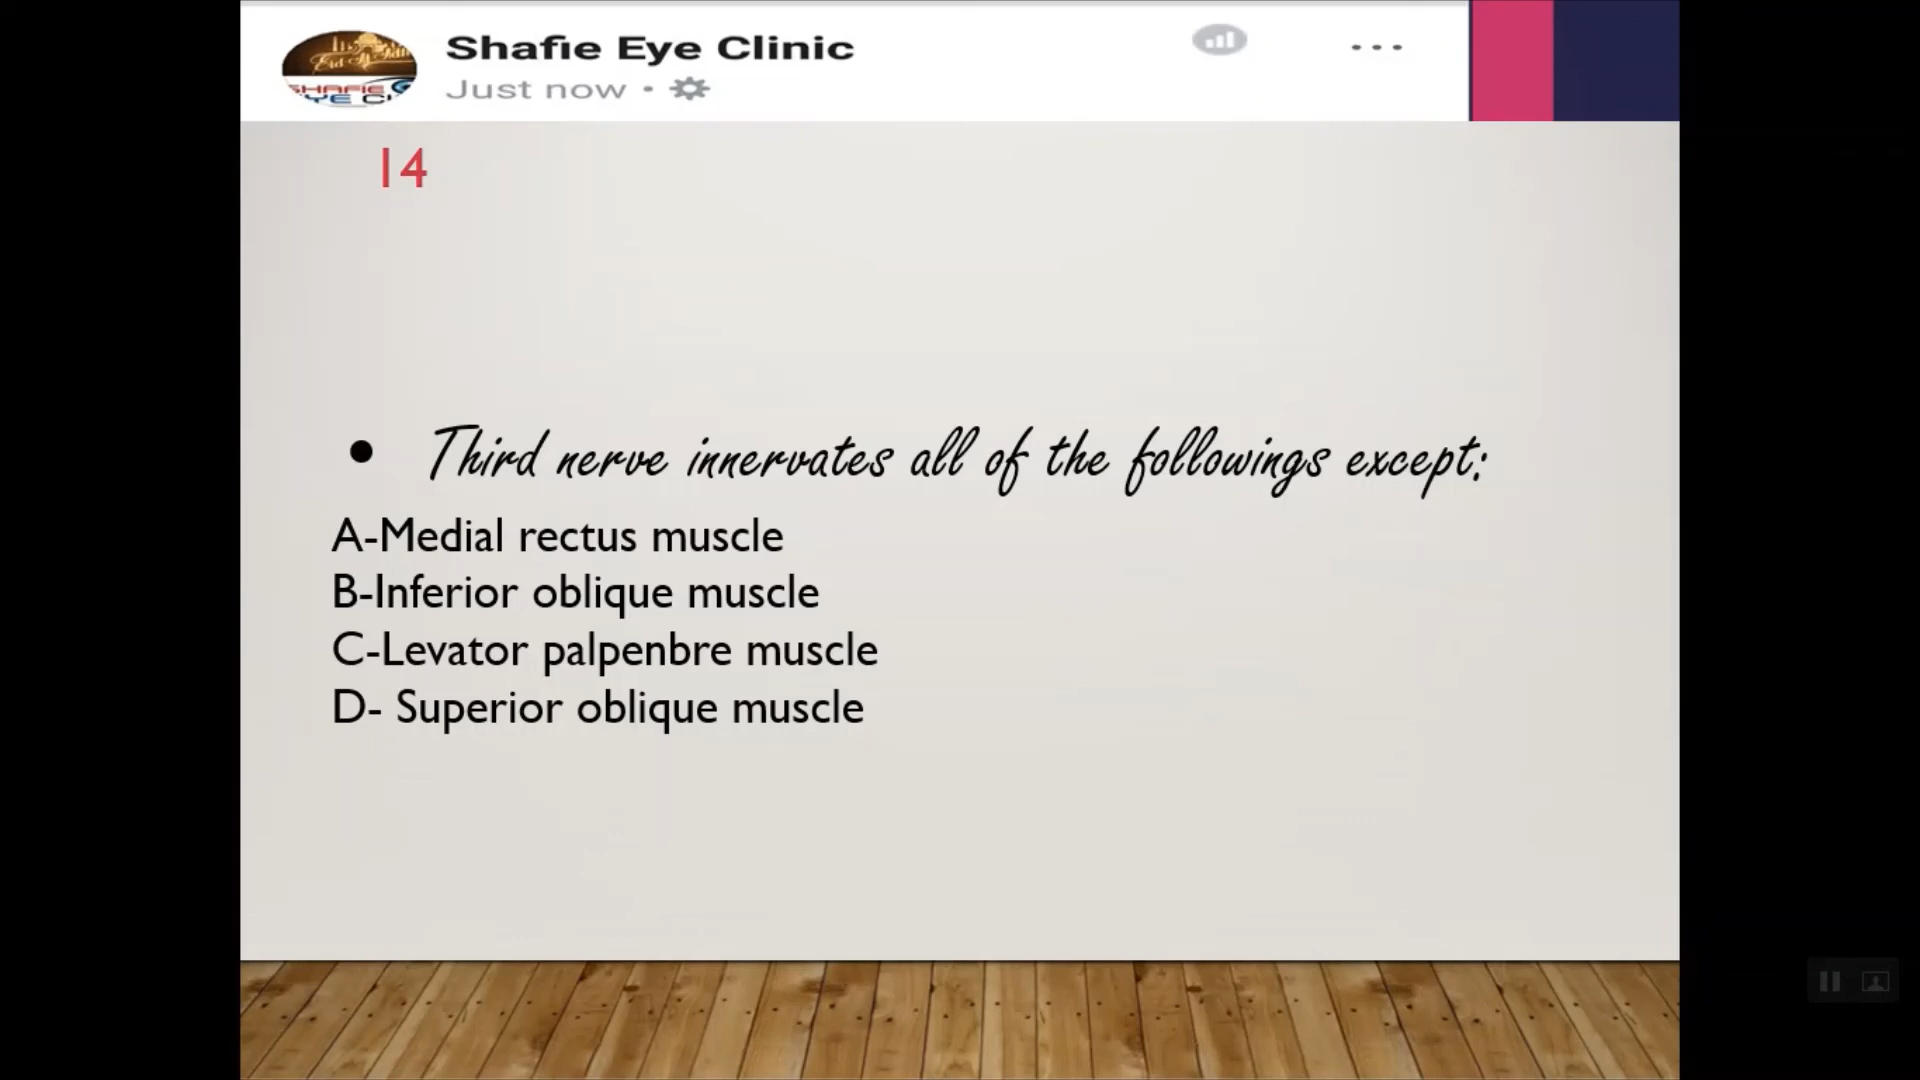 Shafie Eye Clinic
Just now
14
• Third nerve innervates all of the followings except:
A-Medial rectus muscle
B-Inferior oblique muscle
C-Levator palpenbre muscle
D- Superior oblique muscle